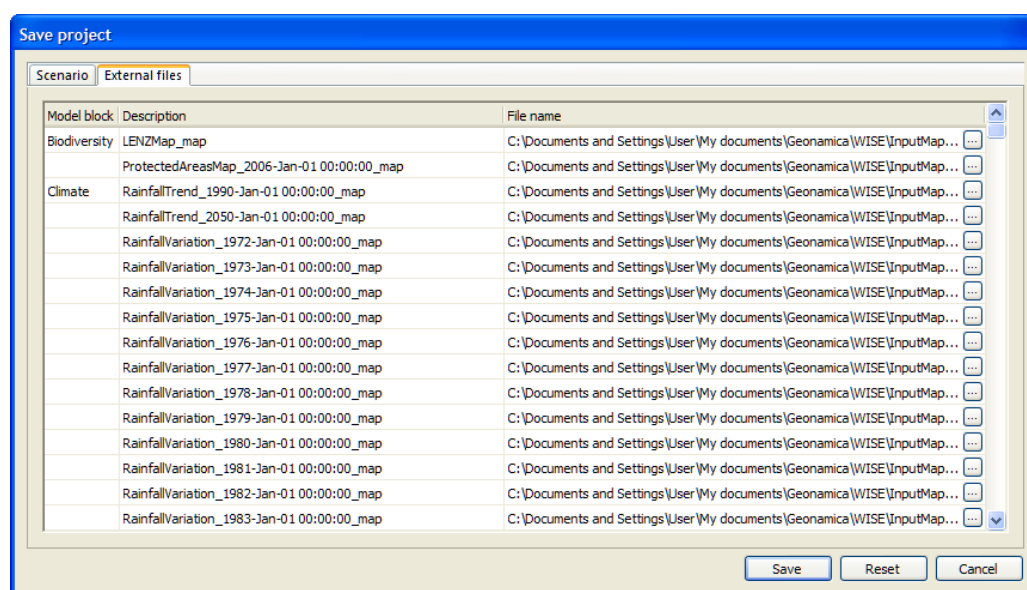 Save project
Scenario External files
Model block Description File name
Biodiversity LENZMap_map C:\Documents and Settings\User\My documents\Geonamica\WISE\InputMap... ...
ProtectedAreasMap_2006-Jan-01 00:00:00_map C:\Documents and Settings\User\My documents\Geonamica\WISE\InputMap... ...
Climate RainfallTrend_1990-Jan-01 00:00:00_map C:\Documents and Settings\User\My documents\Geonamica\WISE\InputMap... ...
RainfallTrend_2050-Jan-01 00:00:00_map C:\Documents and Settings\User\My documents\Geonamica\WISE\InputMap... ...
RainfallVariation_1972-Jan-01 00:00:00_map C:\Documents and Settings\User\My documents\Geonamica\WISE\InputMap... ...
RainfallVariation_1973-Jan-01 00:00:00_map C:\Documents and Settings\User\My documents\Geonamica\WISE\InputMap... ...
RainfallVariation_1974-Jan-01 00:00:00_map C:\Documents and Settings\User\My documents\Geonamica\WISE\InputMap... ...
RainfallVariation_1975-Jan-01 00:00:00_map C:\Documents and Settings\User\My documents\Geonamica\WISE\InputMap... ...
RainfallVariation_1976-Jan-01 00:00:00_map C:\Documents and Settings\User\My documents\Geonamica\WISE\InputMap... ...
RainfallVariation_1977-Jan-01 00:00:00_map C:\Documents and Settings\User\My documents\Geonamica\WISE\InputMap... ...
RainfallVariation_1978-Jan-01 00:00:00_map C:\Documents and Settings\User\My documents\Geonamica\WISE\InputMap... ...
RainfallVariation_1979-Jan-01 00:00:00_map C:\Documents and Settings\User\My documents\Geonamica\WISE\InputMap... ...
RainfallVariation_1980-Jan-01 00:00:00_map C:\Documents and Settings\User\My documents\Geonamica\WISE\InputMap... ...
RainfallVariation_1981-Jan-01 00:00:00_map C:\Documents and Settings\User\My documents\Geonamica\WISE\InputMap... ...
RainfallVariation_1982-Jan-01 00:00:00_map C:\Documents and Settings\User\My documents\Geonamica\WISE\InputMap... ...
RainfallVariation_1983-Jan-01 00:00:00_map C:\Documents and Settings\User\My documents\Geonamica\WISE\InputMap... ...
Save Reset Cancel